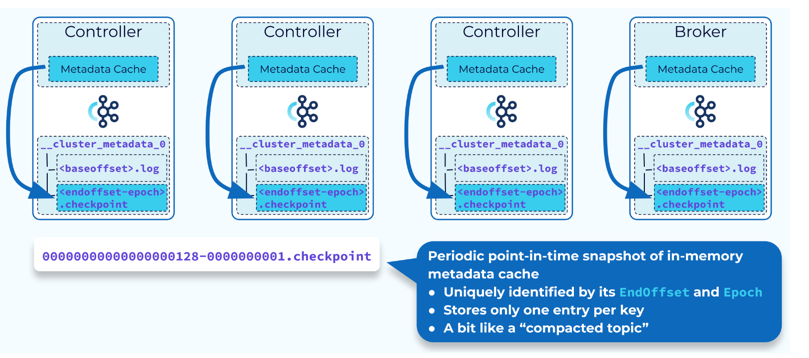 Controller
Metadata Cache
__cluster_metadata_0
<baseoffset>.log
<endoffset-epoch>
.checkpoint
Controller
Metadata Cache
__cluster_metadata_0
<baseoffset>.log
<endoffset-epoch>
.checkpoint
Controller
Metadata Cache
__cluster_metadata_0
<baseoffset>.log
<endoffset-epoch>
.checkpoint
Broker
Metadata Cache
__cluster_metadata_0
<baseoffset>.log
<endoffset-epoch>
.checkpoint
00000000000000000128-0000000001.checkpoint
Periodic point-in-time snapshot of in-memory
metadata cache
● Uniquely identified by its EndOffset and Epoch
● Stores only one entry per key
● A bit like a “compacted topic”